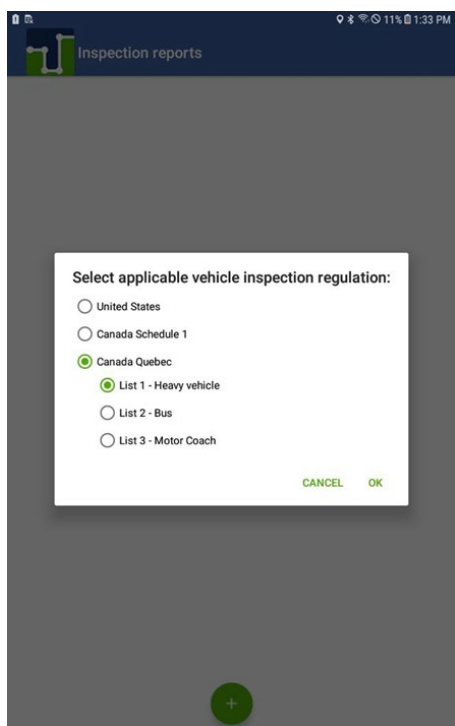 11% 1:33 PM
Inspection reports
Select applicable vehicle inspection regulation:
United States
Canada Schedule 1
Canada Quebec
List 1 - Heavy vehicle
List 2 - Bus
List 3 - Motor Coach
CANCEL OK
+